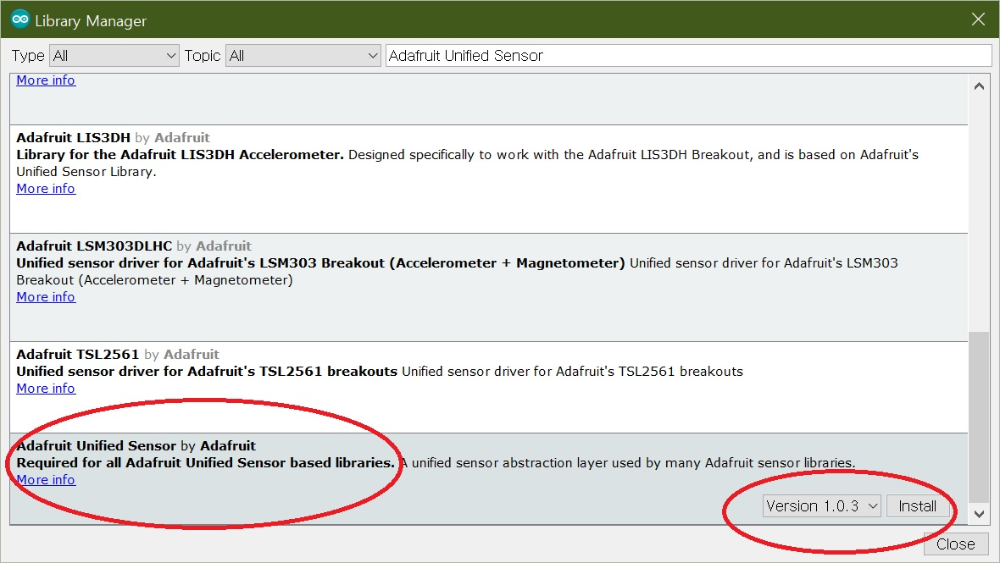 Library Manager
Type All Topic All Adafruit Unified Sensor
More info
Adafruit LIS3DH by Adafruit
Library for the Adafruit LIS3DH Accelerometer. Designed specifically to work with the Adafruit LIS3DH Breakout, and is based on Adafruit's
Unified Sensor Library.
More info
Adafruit LSM303DLHC by Adafruit
Unified sensor driver for Adafruit's LSM303 Breakout (Accelerometer + Magnetometer) Unified sensor driver for Adafruit's LSM303
Breakout (Accelerometer + Magnetometer)
More info
Adafruit TSL2561 by Adafruit
Unified sensor driver for Adafruit's TSL2561 breakouts Unified sensor driver for Adafruit's TSL2561 breakouts
More info
Adafruit Unified Sensor by Adafruit
Required for all Adafruit Unified Sensor based libraries. A unified sensor abstraction layer used by many Adafruit sensor libraries.
More info
Version 1.0.3 Install
Close